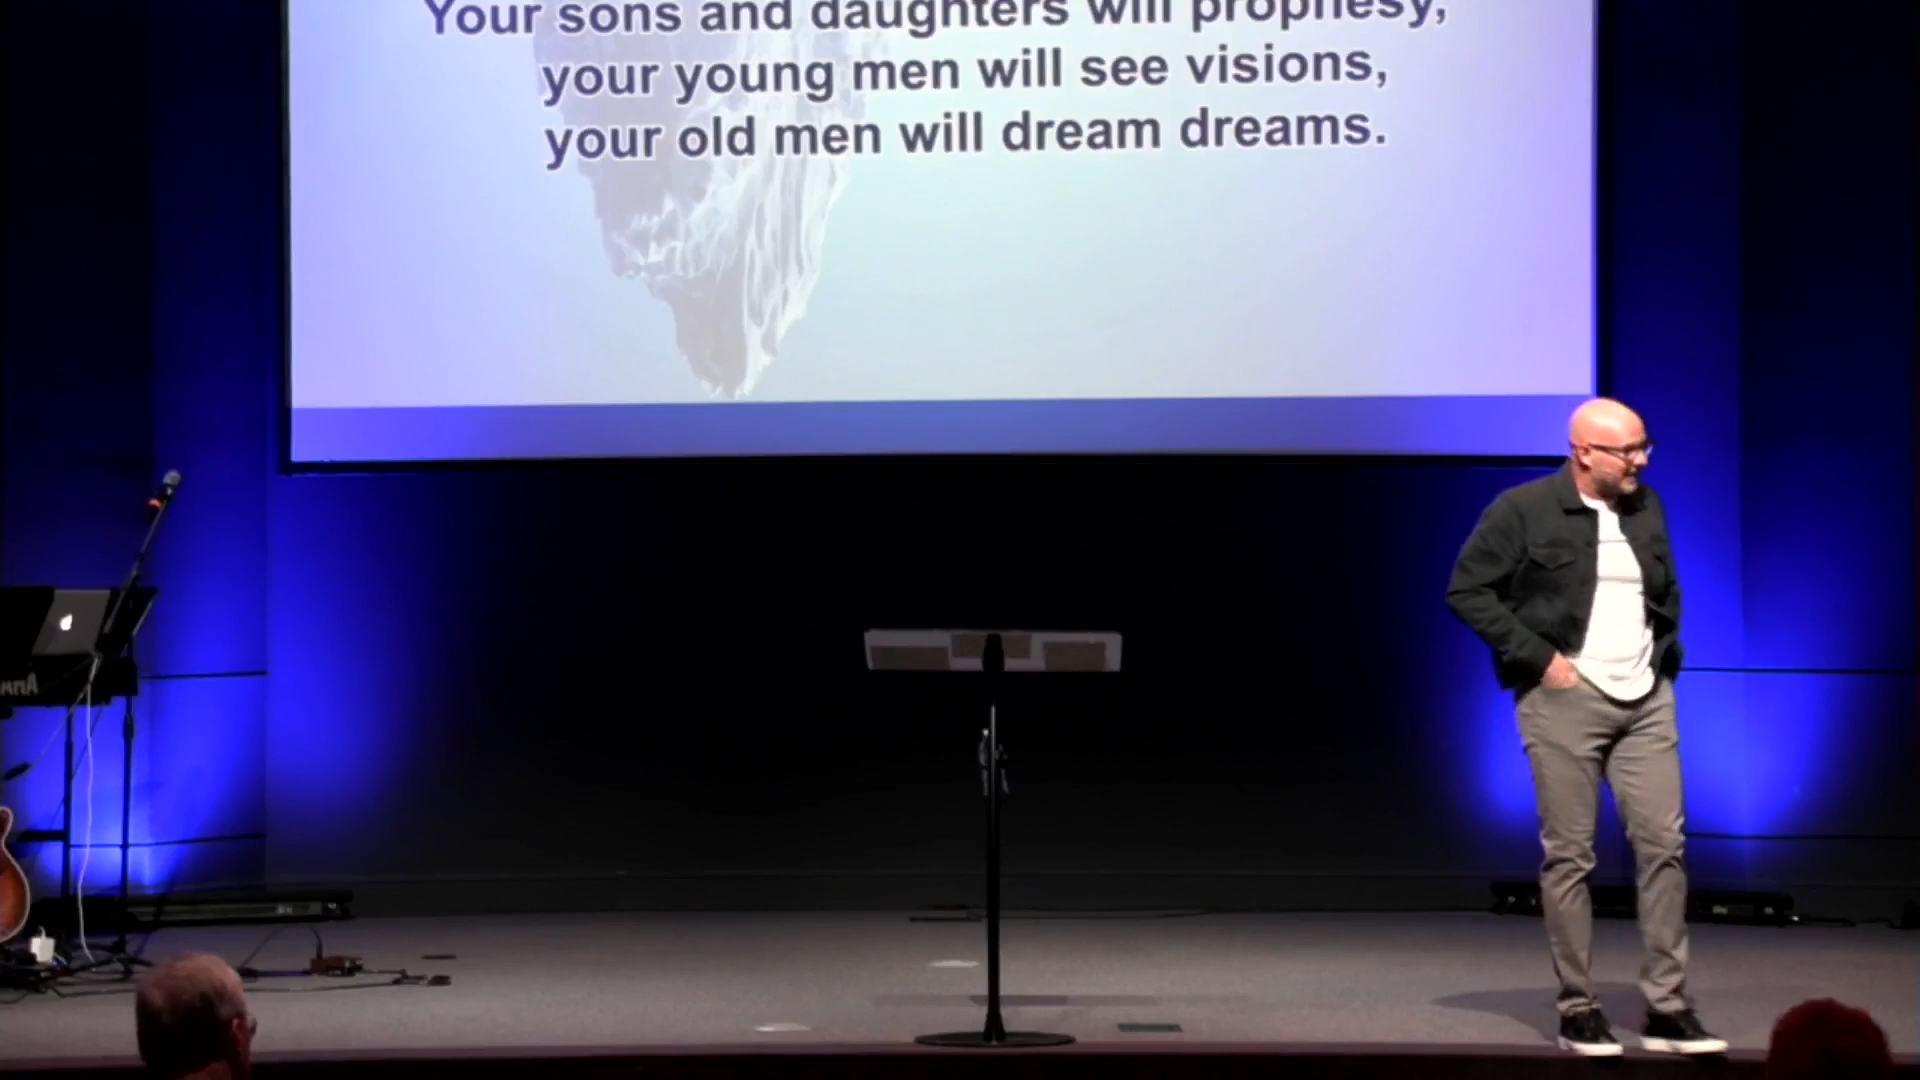 Your sons and daughters will prophesy,
your young men will see visions,
your old men will dream dreams.